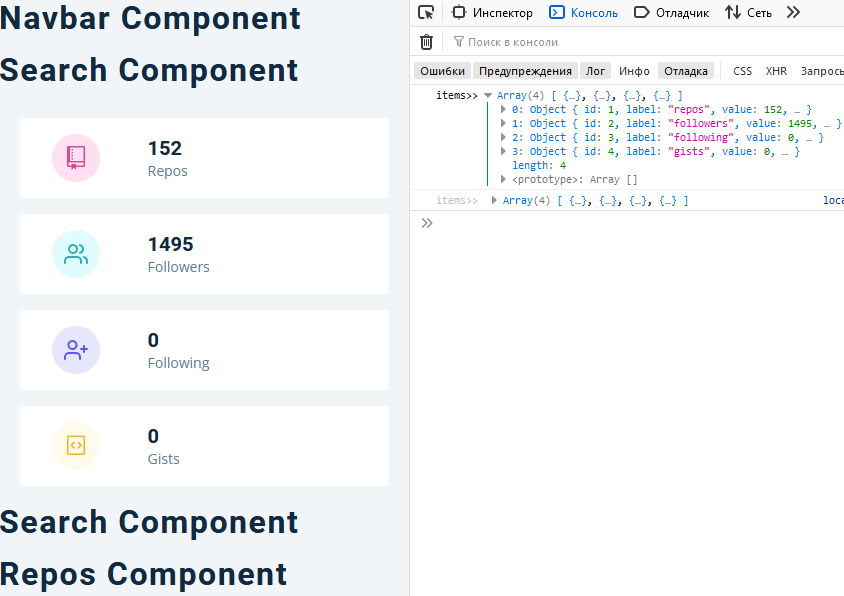 Navbar Component
Search Component
152
Repos
1495
Followers
0
Following
0
Gists
Search Component
Repos Component
Инспектор Консоль Отладчик Сеть
Поиск в консоли
Ошибки Предупреждения Лог Инфо Отладка CSS XHR Запросы
items>> Array(4) [ {…}, {…}, {…}, {…} ]
0: Object { id: 1, label: "repos", value: 152, … }
1: Object { id: 2, label: "followers", value: 1495, … }
2: Object { id: 3, label: "following", value: 0, … }
3: Object { id: 4, label: "gists", value: 0, … }
length: 4
<prototype>: Array []
items>> Array(4) [ {…}, {…}, {…}, {…} ] loca